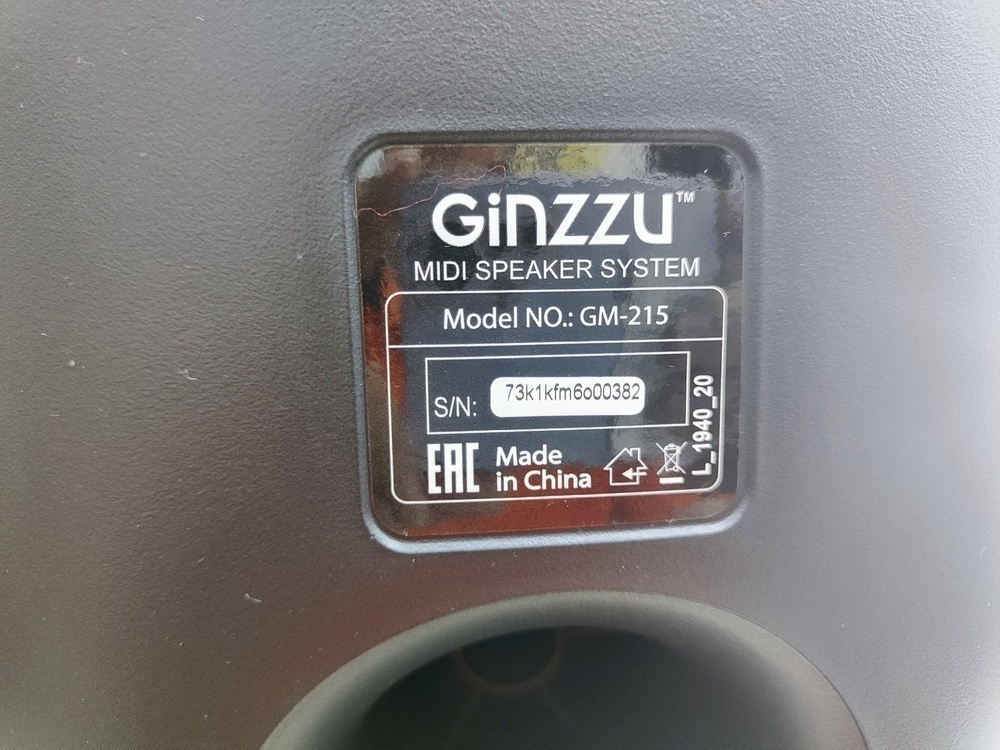 GiNZZU™
MIDI SPEAKER SYSTEM
Model NO.: GM-215
S/N: 73k1kfm6o00382
EAC
Made
in China
L_1940_20